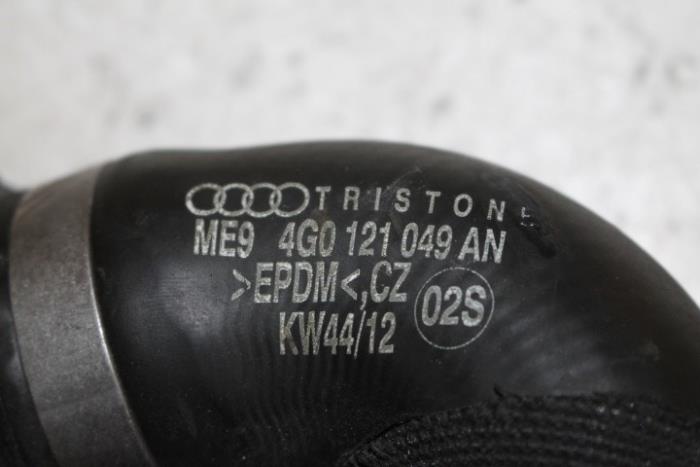 TRISTONE
ME9 4G0 121 049 AN
>EPDM<,CZ
02S
KW44/12